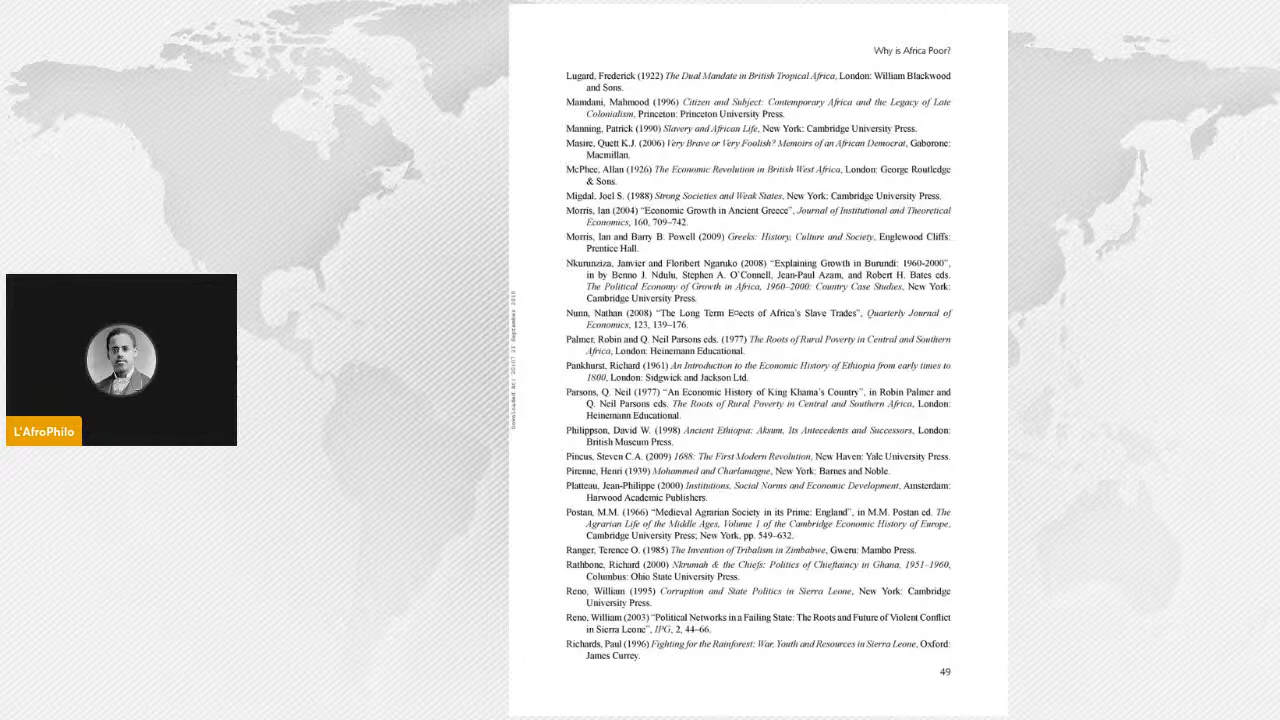 Why is Africa Poor?
Lugard, Frederick (1922) The Dual Mandate in British Tropical Africa, London: William Blackwood
and Sons.
Mamdani, Mahmood (1996) Citizen and Subject: Contemporary Africa and the Legacy of Late
Colonialism, Princeton: Princeton University Press.
Manning, Patrick (1990) Slavery and African Life, New York: Cambridge University Press.
Masire, Quett K.J. (2006) Very Brave or Very Foolish? Memoirs of an African Democrat, Gaborone:
Macmillan.
McPhee, Allan (1926) The Economic Revolution in British West Africa, London: George Routledge
& Sons.
Migdal, Joel S. (1988) Strong Societies and Weak States, New York: Cambridge University Press.
Morris, Ian (2004) “Economic Growth in Ancient Greece”, Journal of Institutional and Theoretical
Economics, 160, 709–742.
Morris, Ian and Barry B. Powell (2009) Greeks: History, Culture and Society, Englewood Cliffs:
Prentice Hall.
Nkurunziza, Janvier and Floribert Ngaruko (2008) “Explaining Growth in Burundi: 1960-2000”,
in by Benno J. Ndulu, Stephen A. O’Connell, Jean-Paul Azam, and Robert H. Bates eds.
The Political Economy of Growth in Africa, 1960–2000: Country Case Studies, New York:
Cambridge University Press.
Nunn, Nathan (2008) “The Long Term E¤ects of Africa’s Slave Trades”, Quarterly Journal of
Economics, 123, 139–176.
Palmer, Robin and Q. Neil Parsons eds. (1977) The Roots of Rural Poverty in Central and Southern
Africa, London: Heinemann Educational.
Pankhurst, Richard (1961) An Introduction to the Economic History of Ethiopia from early times to
1800, London: Sidgwick and Jackson Ltd.
Parsons, Q. Neil (1977) “An Economic History of King Khama’s Country”, in Robin Palmer and
Q. Neil Parsons eds. The Roots of Rural Poverty in Central and Southern Africa, London:
Heinemann Educational.
Philippson, David W. (1998) Ancient Ethiopia: Aksum, Its Antecedents and Successors, London:
British Museum Press.
Pincus, Steven C.A. (2009) 1688: The First Modern Revolution, New Haven: Yale University Press.
Pirenne, Henri (1939) Mohammed and Charlamagne, New York: Barnes and Noble.
Platteau, Jean-Philippe (2000) Institutions, Social Norms and Economic Development, Amsterdam:
Harwood Academic Publishers.
Postan, M.M. (1966) “Medieval Agrarian Society in its Prime: England”, in M.M. Postan ed. The
Agrarian Life of the Middle Ages, Volume 1 of the Cambridge Economic History of Europe,
Cambridge University Press; New York, pp. 549–632.
Ranger, Terence O. (1985) The Invention of Tribalism in Zimbabwe, Gweru: Mambo Press.
Rathbone, Richard (2000) Nkrumah & the Chiefs: Politics of Chieftaincy in Ghana, 1951–1960,
Columbus: Ohio State University Press.
Reno, William (1995) Corruption and State Politics in Sierra Leone, New York: Cambridge
University Press.
Reno, William (2003) “Political Networks in a Failing State: The Roots and Future of Violent Conflict
in Sierra Leone”, IPG, 2, 44–66.
Richards, Paul (1996) Fighting for the Rainforest: War, Youth and Resources in Sierra Leone, Oxford:
James Currey.
49
Downloaded At: 20:07 21 September 2010
L'AfroPhilo